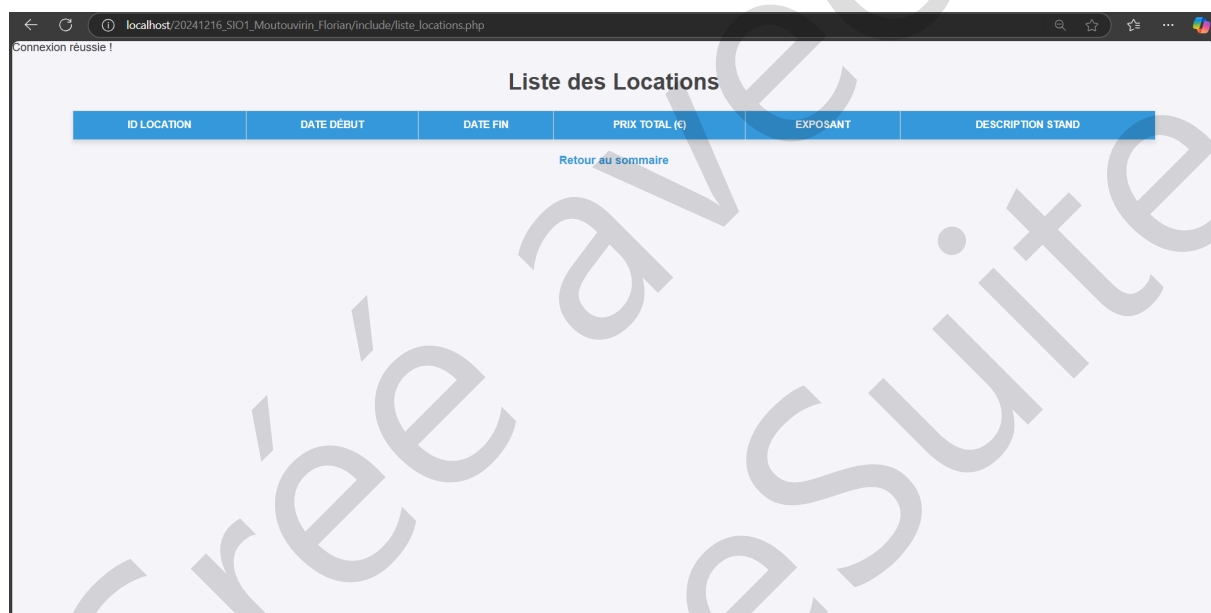 localhost/20241216_SIO1_Moutouvirin_Florian/include/liste_locations.php
Connexion réussie !
Liste des Locations
ID LOCATION DATE DÉBUT DATE FIN PRIX TOTAL (€) EXPOSANT DESCRIPTION STAND
Retour au sommaire
Créé avec
eSuite